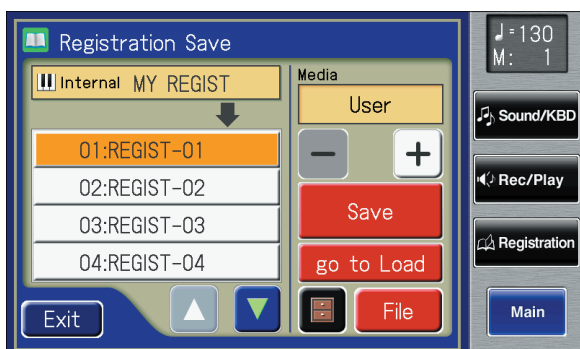 Registration Save
Internal MY REGIST
01:REGIST-01
02:REGIST-02
03:REGIST-03
04:REGIST-04
Exit
Media
User
− +
Save
go to Load
File
♩=130
M: 1
Sound/KBD
Rec/Play
Registration
Main